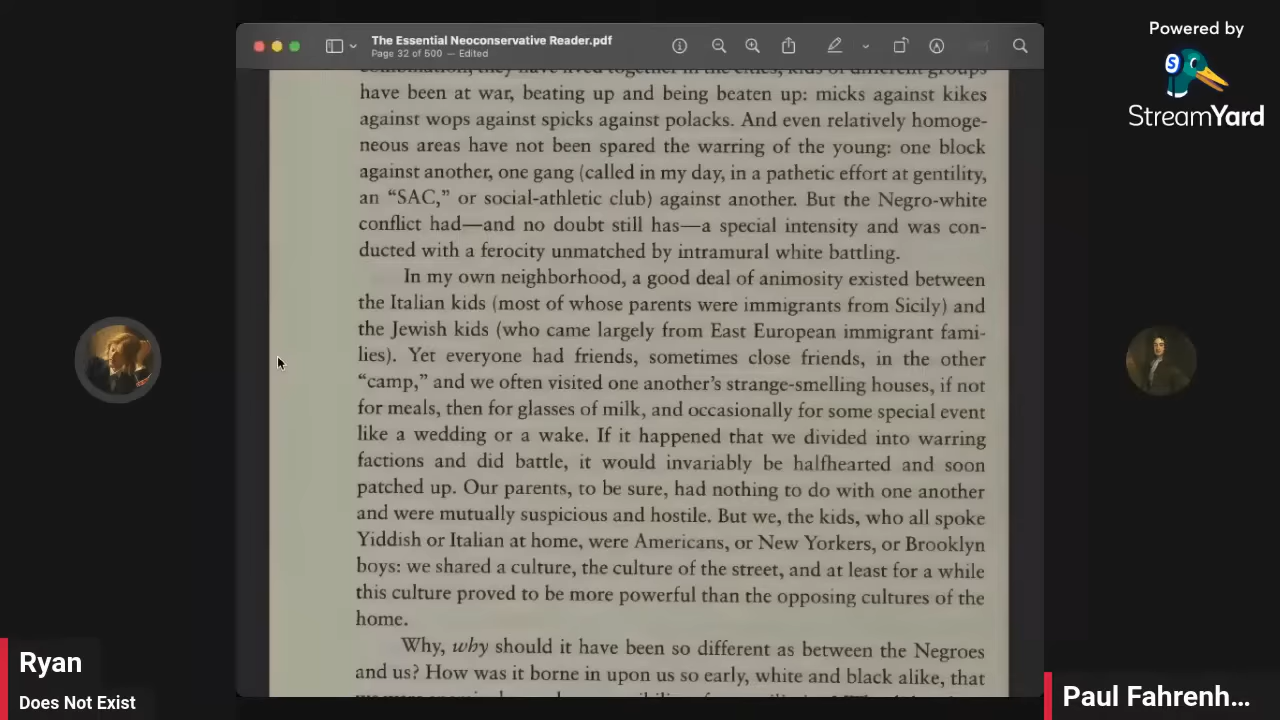 Powered by
StreamYard
The Essential Neoconservative Reader.pdf
Page 32 of 500 — Edited
combination, they have lived together in the cities, kids of different groups
have been at war, beating up and being beaten up: micks against kikes
against wops against spicks against polacks. And even relatively homoge-
neous areas have not been spared the warring of the young: one block
against another, one gang (called in my day, in a pathetic effort at gentility,
an “SAC,” or social-athletic club) against another. But the Negro-white
conflict had—and no doubt still has—a special intensity and was con-
ducted with a ferocity unmatched by intramural white battling.
In my own neighborhood, a good deal of animosity existed between
the Italian kids (most of whose parents were immigrants from Sicily) and
the Jewish kids (who came largely from East European immigrant fami-
lies). Yet everyone had friends, sometimes close friends, in the other
“camp,” and we often visited one another’s strange-smelling houses, if not
for meals, then for glasses of milk, and occasionally for some special event
like a wedding or a wake. If it happened that we divided into warring
factions and did battle, it would invariably be halfhearted and soon
patched up. Our parents, to be sure, had nothing to do with one another
and were mutually suspicious and hostile. But we, the kids, who all spoke
Yiddish or Italian at home, were Americans, or New Yorkers, or Brooklyn
boys: we shared a culture, the culture of the street, and at least for a while
this culture proved to be more powerful than the opposing cultures of the
home.
Why, why should it have been so different as between the Negroes
and us? How was it borne in upon us so early, white and black alike, that
Ryan
Does Not Exist
Paul Fahrenh...